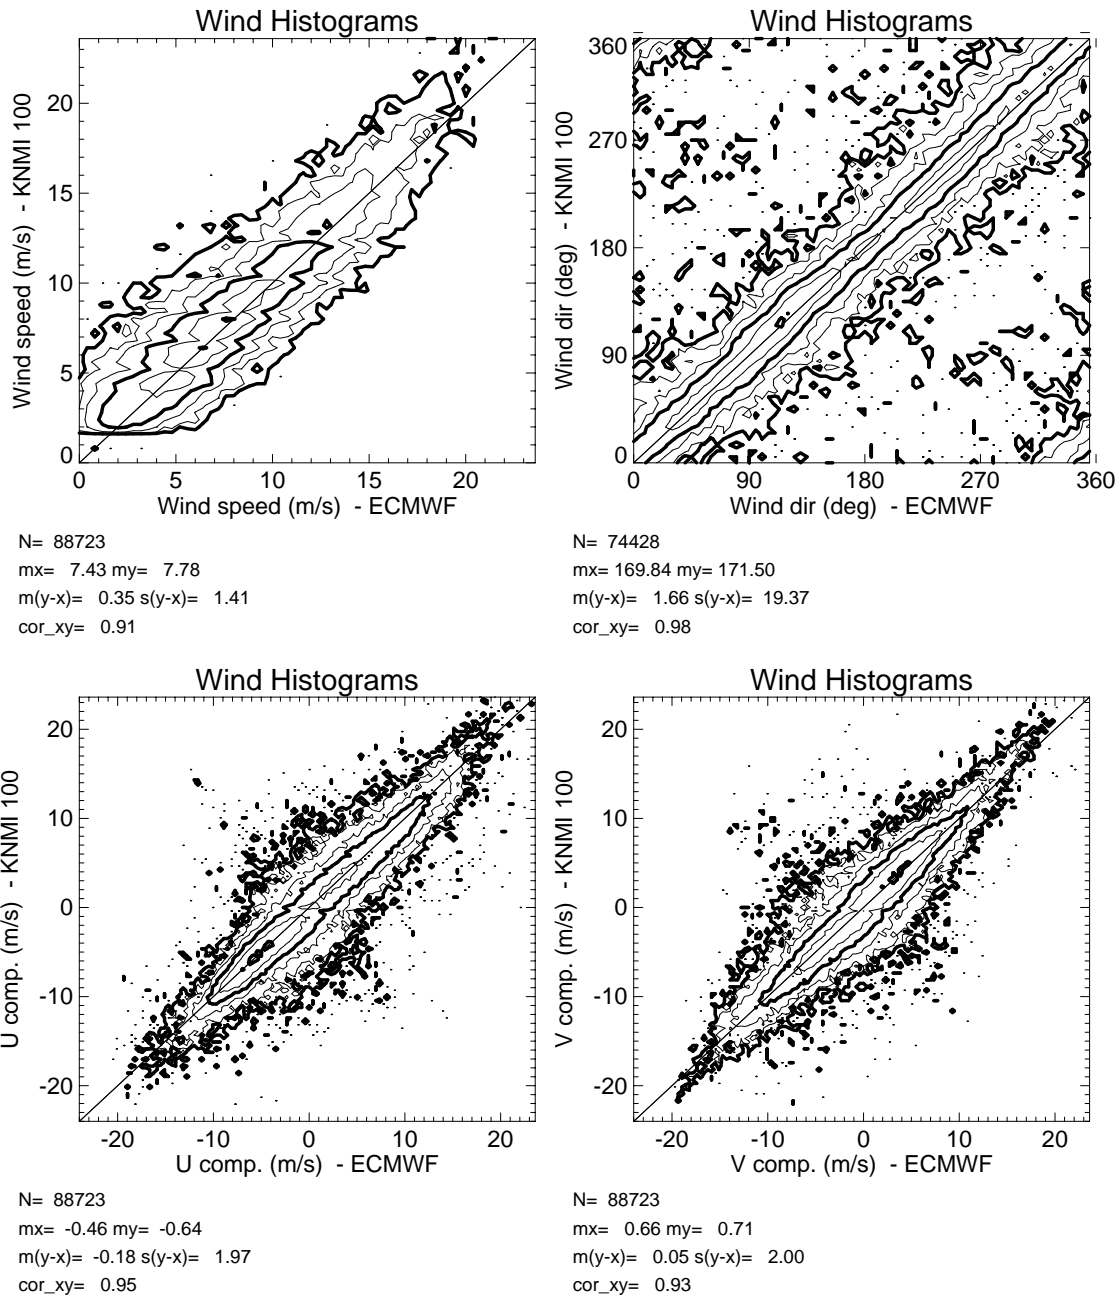 Wind Histograms
20
15
10
5
0
0 5 10 15 20
Wind speed (m/s) - KNMI 100
Wind speed (m/s) - ECMWF
N= 88723
mx= 7.43 my= 7.78
m(y-x)= 0.35 s(y-x)= 1.41
cor_xy= 0.91
Wind Histograms
360
270
180
90
0
0 90 180 270 360
Wind dir (deg) - KNMI 100
Wind dir (deg) - ECMWF
N= 74428
mx= 169.84 my= 171.50
m(y-x)= 1.66 s(y-x)= 19.37
cor_xy= 0.98
Wind Histograms
20
10
0
-10
-20
-20 -10 0 10 20
U comp. (m/s) - KNMI 100
U comp. (m/s) - ECMWF
N= 88723
mx= -0.46 my= -0.64
m(y-x)= -0.18 s(y-x)= 1.97
cor_xy= 0.95
Wind Histograms
20
10
0
-10
-20
-20 -10 0 10 20
V comp. (m/s) - KNMI 100
V comp. (m/s) - ECMWF
N= 88723
mx= 0.66 my= 0.71
m(y-x)= 0.05 s(y-x)= 2.00
cor_xy= 0.93